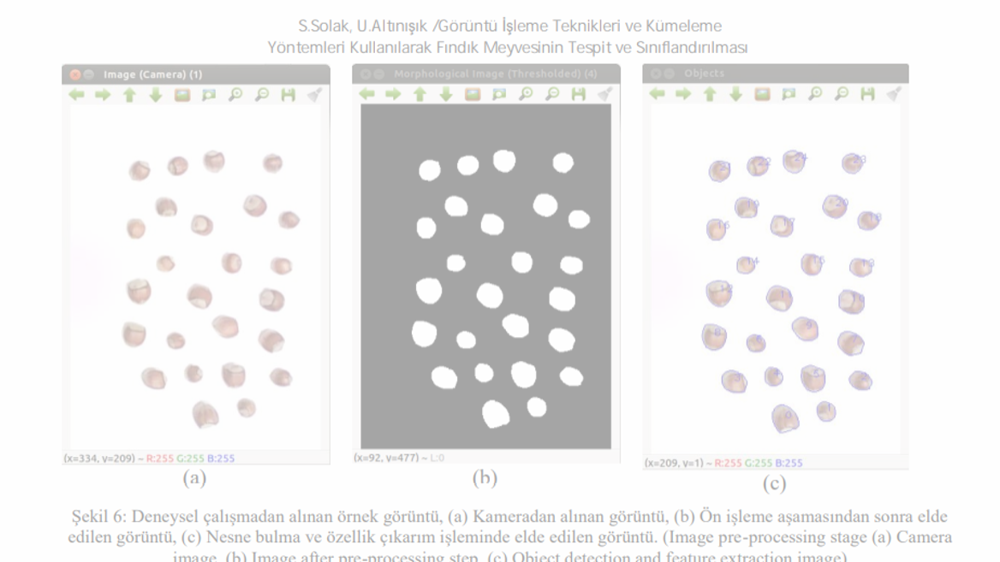 S.Solak, U.Altınışık /Görüntü İşleme Teknikleri ve Kümeleme
Yöntemleri Kullanılarak Fındık Meyvesinin Tespit ve Sınıflandırılması
Image (Camera) (1)
Morphological Image (Thresholded) (4)
Objects
(x=334, y=209) ~ R:255 G:255 B:255
(x=92, y=477) ~ L:0
(x=209, y=1) ~ R:255 G:255 B:255
(a)
(b)
(c)
Şekil 6: Deneysel çalışmadan alınan örnek görüntü, (a) Kameradan alınan görüntü, (b) Ön işleme aşamasından sonra elde
edilen görüntü, (c) Nesne bulma ve özellik çıkarım işleminde elde edilen görüntü. (Image pre-processing stage (a) Camera
image, (b) Image after pre-processing step, (c) Object detection and feature extraction image)